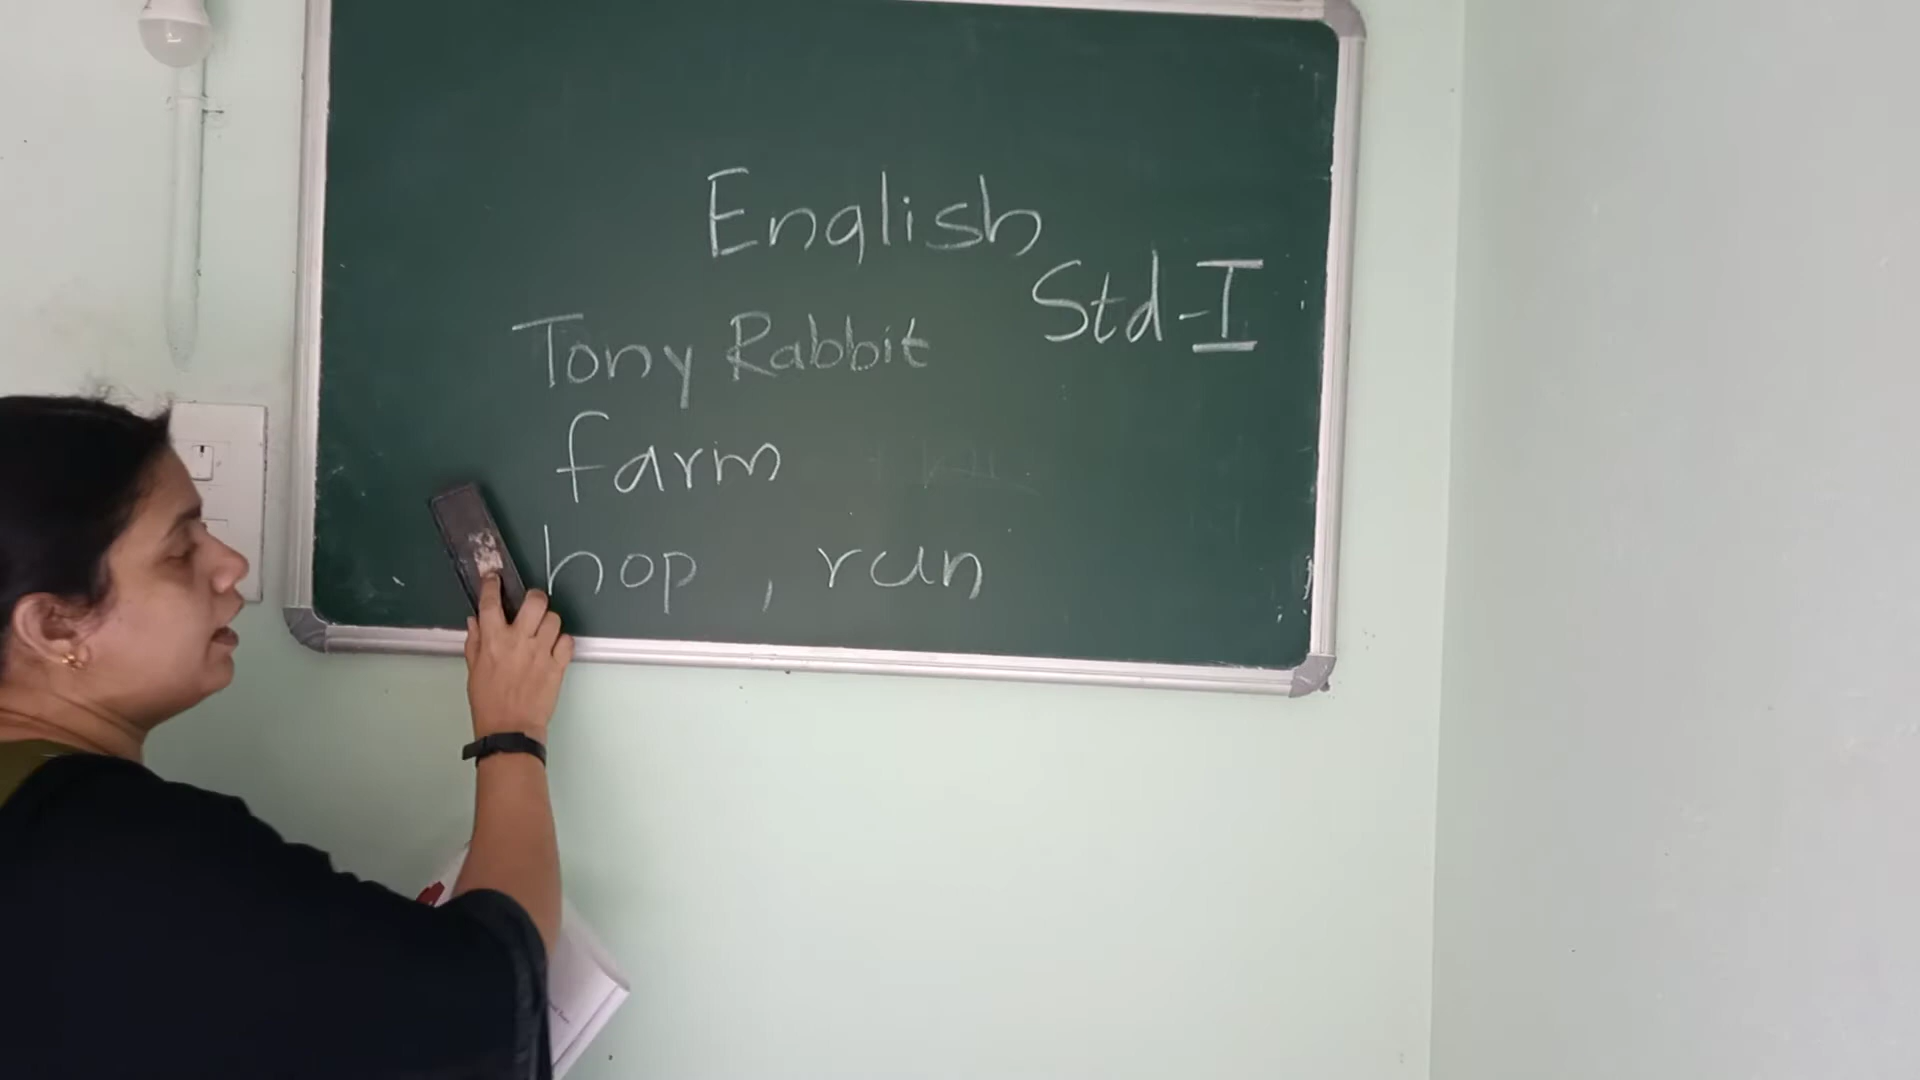 English
Std-I
Tony Rabbit
farm
hop, run